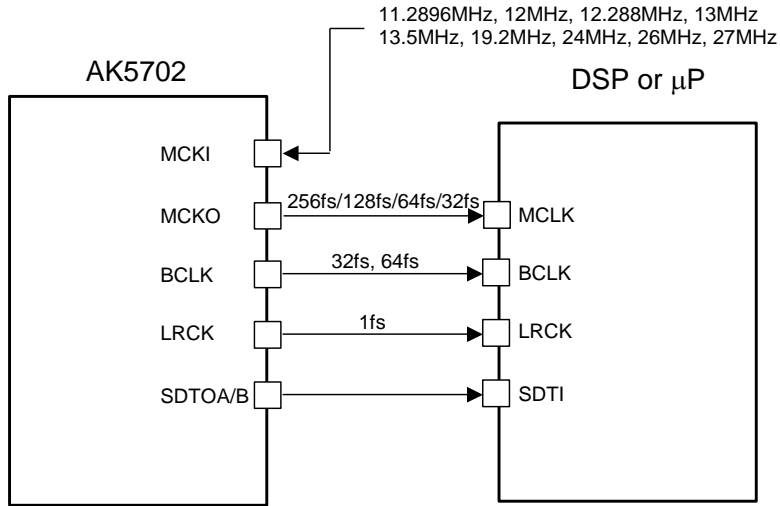 11.2896MHz, 12MHz, 12.288MHz, 13MHz
13.5MHz, 19.2MHz, 24MHz, 26MHz, 27MHz
AK5702
DSP or μP
MCKI
MCKO
256fs/128fs/64fs/32fs
MCLK
BCLK
32fs, 64fs
BCLK
LRCK
1fs
LRCK
SDTOA/B
SDTI